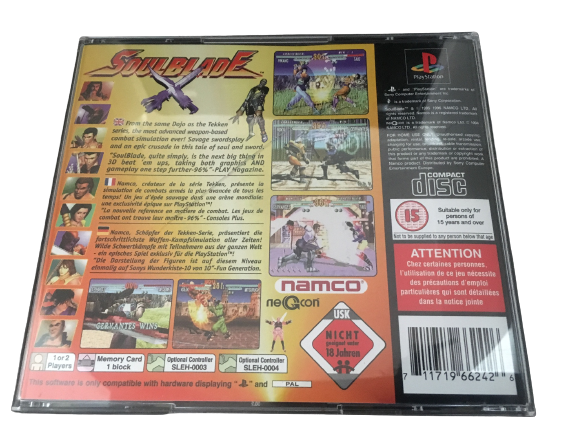 SOULBLADE
From the same Dojo as the Tekken
series, the most advanced weapon-based
combat simulation ever! Savage swordsplay
and an epic crusade in this tale of soul and sword.
"SoulBlade, quite simply, is the next big thing in
3D beat 'em ups, taking both graphics AND
gameplay one step further-96%"-PLAY Magazine.
Namco, créateur de la série Tekken, présente la
simulation de combats armés la plus avancée de tous les
temps! Un jeu d'épée sauvage dans une arène mondiale:
une exclusivité épique sur PlayStation™!
"La nouvelle référence en matière de combat. Les jeux de
combat ont trouvé leur maître
Consoles Plus.
Namco, Schöpfer der Tekken-Serie, präsentiert die
fortschrittlichste Waffen-Kampfsimulation aller Zeiten!
Wilde Schwertkämpfe mit Teilnehmern aus der ganzen Welt
- ein episches Spiel exklusiv für die PlayStation™!
"Die Darstellung der Figuren ist auf diesem Niveau
einmalig auf Sonys Wunderkiste-10 von 10"-Fun Generation.
CERVANTES WINS
namco
neGcon
USK
NICHT
geeignet unter
18 Jahren
1 or 2
Players
Memory Card
1 block
Optional Controller
SLEH-0003
Optional Controller
SLEH-0004
This software is only compatible with hardware displaying "PS" and
PAL
PlayStation
COMPACT
disc
15
Suitable only for
persons of
15 years and over
Not to be supplied to any person below that age
ATTENTION
Chez certaines personnes,
l'utilisation de ce jeu nécessite
des précautions d'emploi
particulières qui sont détaillées
dans la notice jointe
7 11719 66242 6